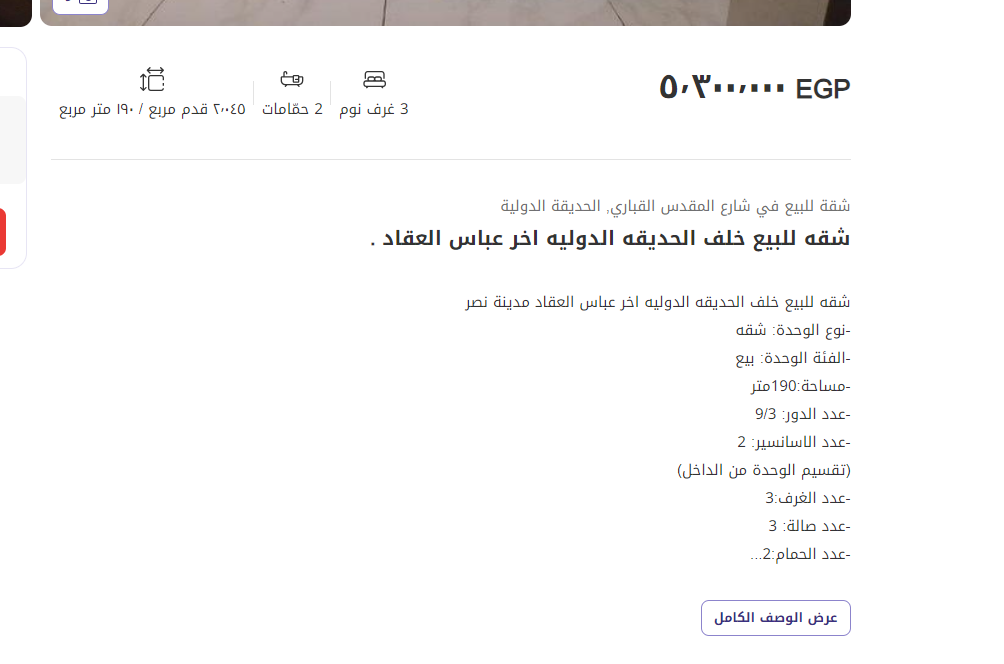 ٥٬٣٠٠٬٠٠٠ EGP
3 غرف نوم
2 حمّامات
٢٬٠٤٥ قدم مربع / ١٩٠ متر مربع
شقة للبيع في شارع المقدس القباري, الحديقة الدولية
شقه للبيع خلف الحديقه الدوليه اخر عباس العقاد .
شقه للبيع خلف الحديقه الدوليه اخر عباس العقاد مدينة نصر
-نوع الوحدة: شقه
-الفئة الوحدة: بيع
-مساحة:190متر
-عدد الدور: 9/3
-عدد الاسانسير: 2
(تقسيم الوحدة من الداخل)
-عدد الغرف:3
-عدد صالة: 3
-عدد الحمام:2...
عرض الوصف الكامل